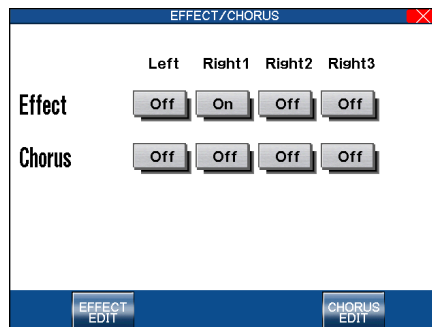 EFFECT/CHORUS
Left Right1 Right2 Right3
Effect Off On Off Off
Chorus Off Off Off Off
EFFECT CHORUS
EDIT EDIT